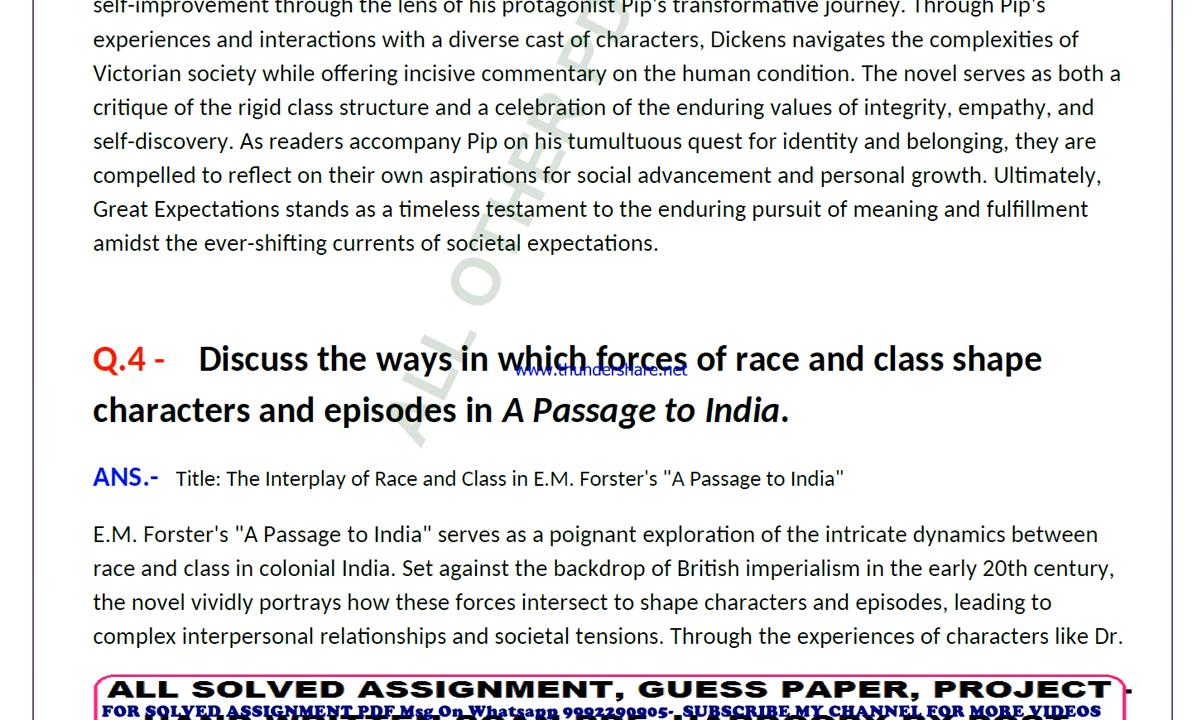 self-improvement through the lens of his protagonist Pip's transformative journey. Through Pip's
experiences and interactions with a diverse cast of characters, Dickens navigates the complexities of
Victorian society while offering incisive commentary on the human condition. The novel serves as both a
critique of the rigid class structure and a celebration of the enduring values of integrity, empathy, and
self-discovery. As readers accompany Pip on his tumultuous quest for identity and belonging, they are
compelled to reflect on their own aspirations for social advancement and personal growth. Ultimately,
Great Expectations stands as a timeless testament to the enduring pursuit of meaning and fulfillment
amidst the ever-shifting currents of societal expectations.
ALL OTHER PD
Q.4 - Discuss the ways in which forces of race and class shape
www.thundershare.net
characters and episodes in A Passage to India.
ANS.- Title: The Interplay of Race and Class in E.M. Forster's "A Passage to India"
E.M. Forster's "A Passage to India" serves as a poignant exploration of the intricate dynamics between
race and class in colonial India. Set against the backdrop of British imperialism in the early 20th century,
the novel vividly portrays how these forces intersect to shape characters and episodes, leading to
complex interpersonal relationships and societal tensions. Through the experiences of characters like Dr.
ALL SOLVED ASSIGNMENT, GUESS PAPER, PROJECT -
FOR SOLVED ASSIGNMENT PDF Msg On Whatsapp 9992290905- SUBSCRIBE MY CHANNEL FOR MORE VIDEOS